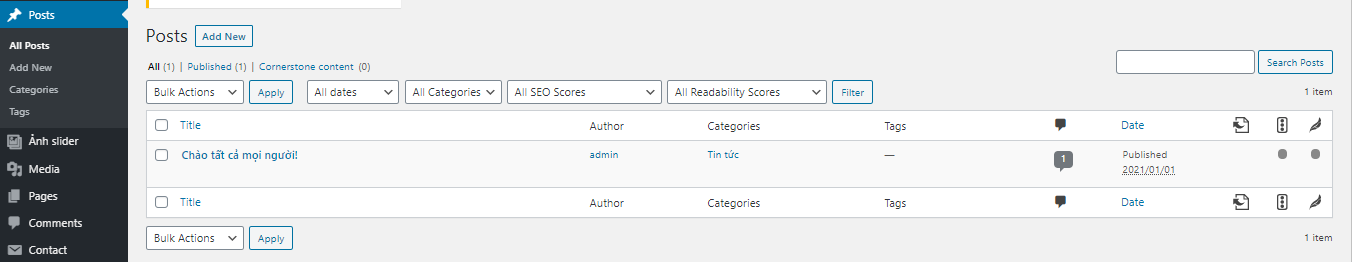 Posts
All Posts
Add New
Categories
Tags
Ảnh slider
Media
Pages
Comments
Contact
Posts Add New
All (1) | Published (1) | Cornerstone content (0)
Search Posts
Bulk Actions Apply All dates All Categories All SEO Scores All Readability Scores Filter 1 item
Title Author Categories Tags Date
Chào tất cả mọi người! admin Tin tức — 1 Published
2021/01/01
Title Author Categories Tags Date
Bulk Actions Apply 1 item